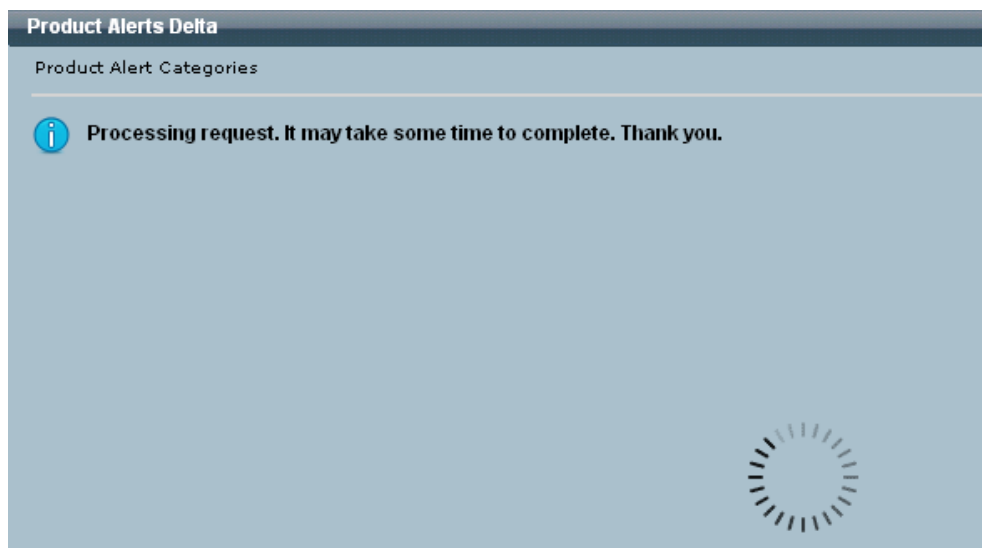 Product Alerts Delta
Product Alert Categories
Processing request. It may take some time to complete. Thank you.